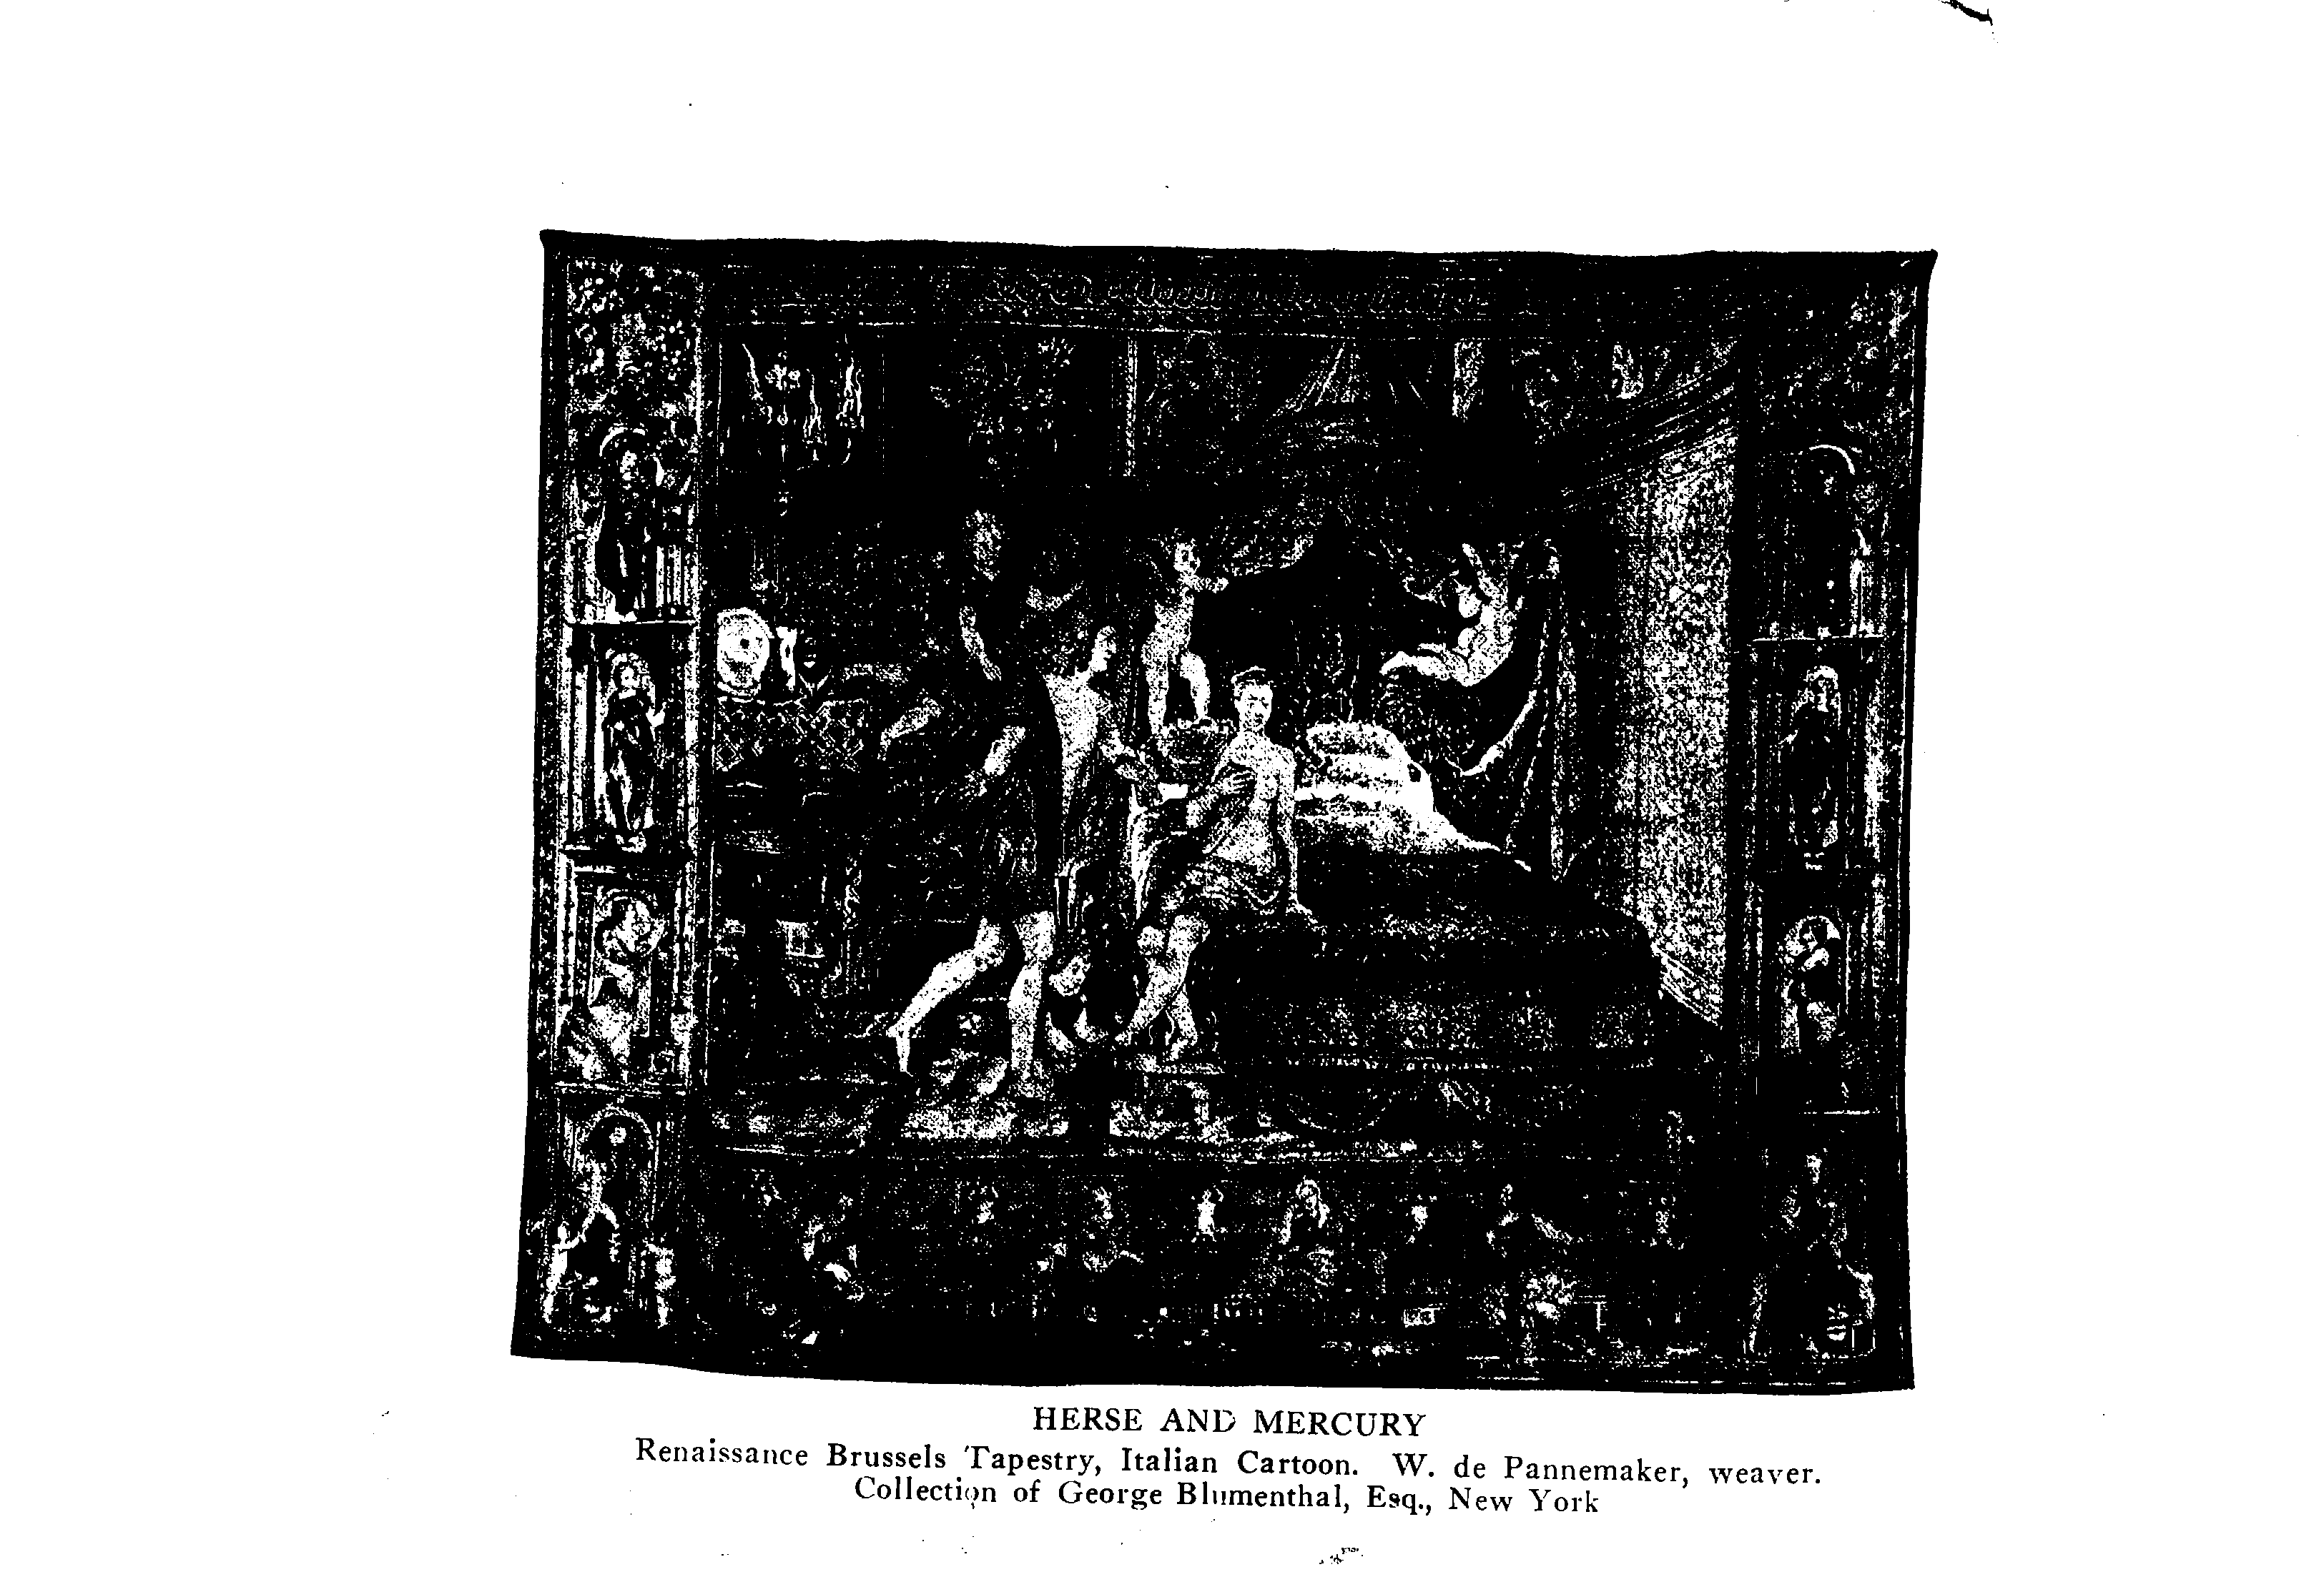 HERSE AND MERCURY
Renaissance Brussels Tapestry, Italian Cartoon. W. de Pannemaker, weaver.
Collection of George Blumenthal, Esq., New York